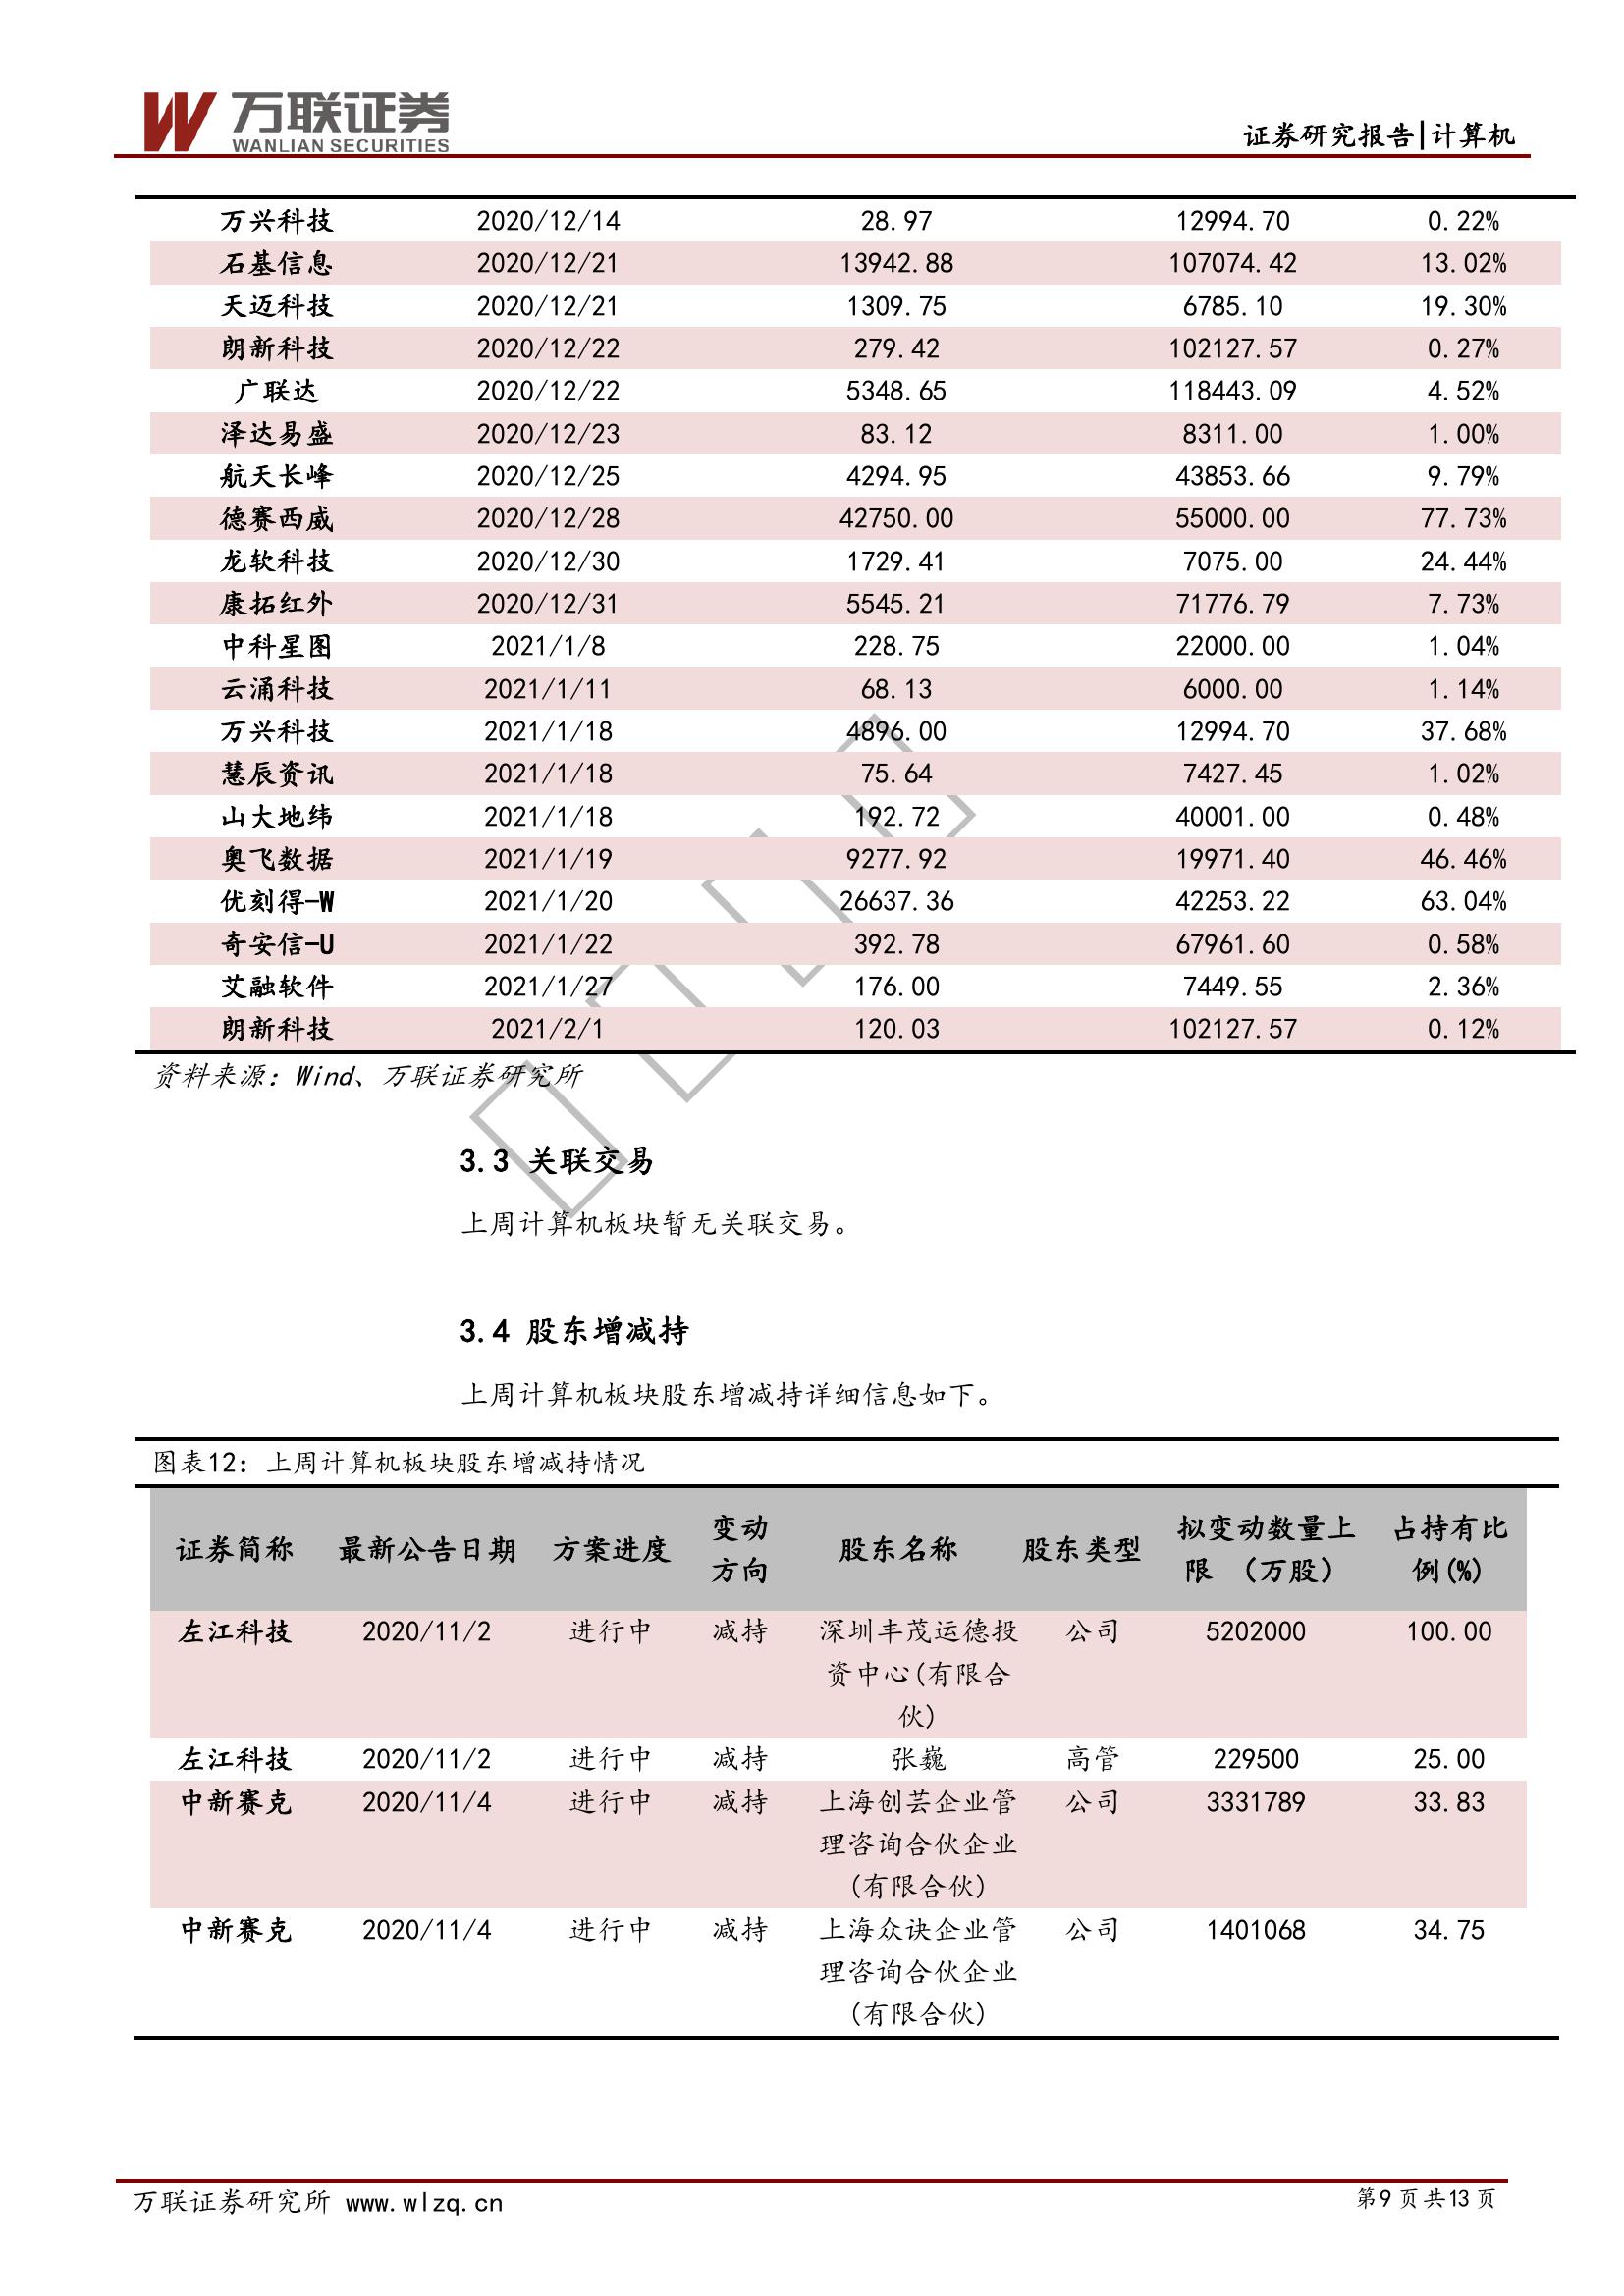 万联证券
WANLIAN SECURITIES
证券研究报告|计算机
万兴科技 2020/12/14 28.97 12994.70 0.22%
石基信息 2020/12/21 13942.88 107074.42 13.02%
天迈科技 2020/12/21 1309.75 6785.10 19.30%
朗新科技 2020/12/22 279.42 102127.57 0.27%
广联达 2020/12/22 5348.65 118443.09 4.52%
泽达易盛 2020/12/23 83.12 8311.00 1.00%
航天长峰 2020/12/25 4294.95 43853.66 9.79%
德赛西威 2020/12/28 42750.00 55000.00 77.73%
龙软科技 2020/12/30 1729.41 7075.00 24.44%
康拓红外 2020/12/31 5545.21 71776.79 7.73%
中科星图 2021/1/8 228.75 22000.00 1.04%
云涌科技 2021/1/11 68.13 6000.00 1.14%
万兴科技 2021/1/18 4896.00 12994.70 37.68%
慧辰资讯 2021/1/18 75.64 7427.45 1.02%
山大地纬 2021/1/18 192.72 40001.00 0.48%
奥飞数据 2021/1/19 9277.92 19971.40 46.46%
优刻得-W 2021/1/20 26637.36 42253.22 63.04%
奇安信-U 2021/1/22 392.78 67961.60 0.58%
艾融软件 2021/1/27 176.00 7449.55 2.36%
朗新科技 2021/2/1 120.03 102127.57 0.12%
资料来源：Wind、万联证券研究所
3.3 关联交易
上周计算机板块暂无关联交易。
3.4 股东增减持
上周计算机板块股东增减持详细信息如下。
图表12：上周计算机板块股东增减持情况
证券简称 最新公告日期 方案进度 变动 股东名称 股东类型 拟变动数量上 占持有比
方向 限 （万股） 例(%)
左江科技 2020/11/2 进行中 减持 深圳丰茂运德投 公司 5202000 100.00
资中心(有限合
伙)
左江科技 2020/11/2 进行中 减持 张巍 高管 229500 25.00
中新赛克 2020/11/4 进行中 减持 上海创芸企业管 公司 3331789 33.83
理咨询合伙企业
(有限合伙)
中新赛克 2020/11/4 进行中 减持 上海众诀企业管 公司 1401068 34.75
理咨询合伙企业
(有限合伙)
万联证券研究所 www.wlzq.cn 第9页共13页